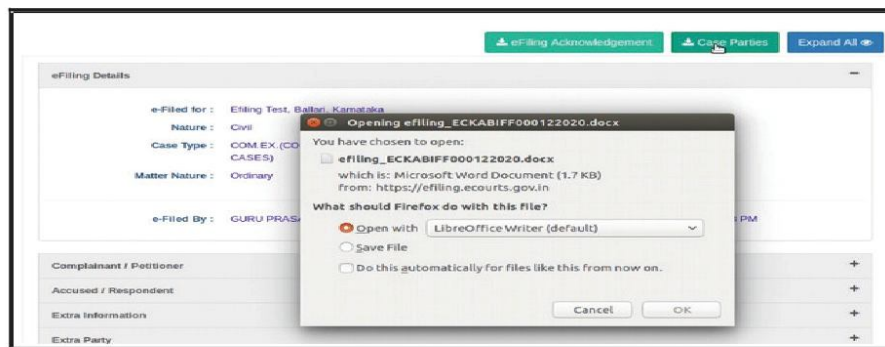 eFiling Acknowledgement Case Parties Expand All
eFiling Details
e-Filed for : Efiling Test, Ballari, Karnataka
Nature : Civil
Case Type : COM.EX.(CO
CASES)
Matter Nature : Ordinary
e-Filed By : GURU PRAS PM
Opening efiling_ECKABIFF000122020.docx
You have chosen to open:
efiling_ECKABIFF000122020.docx
which is: Microsoft Word Document (1.7 KB)
from: https://efiling.ecourts.gov.in
What should Firefox do with this file?
Open with LibreOffice Writer (default)
Save File
Do this automatically for files like this from now on.
Cancel OK
Complainant / Petitioner
Accused / Respondent
Extra Information
Extra Party